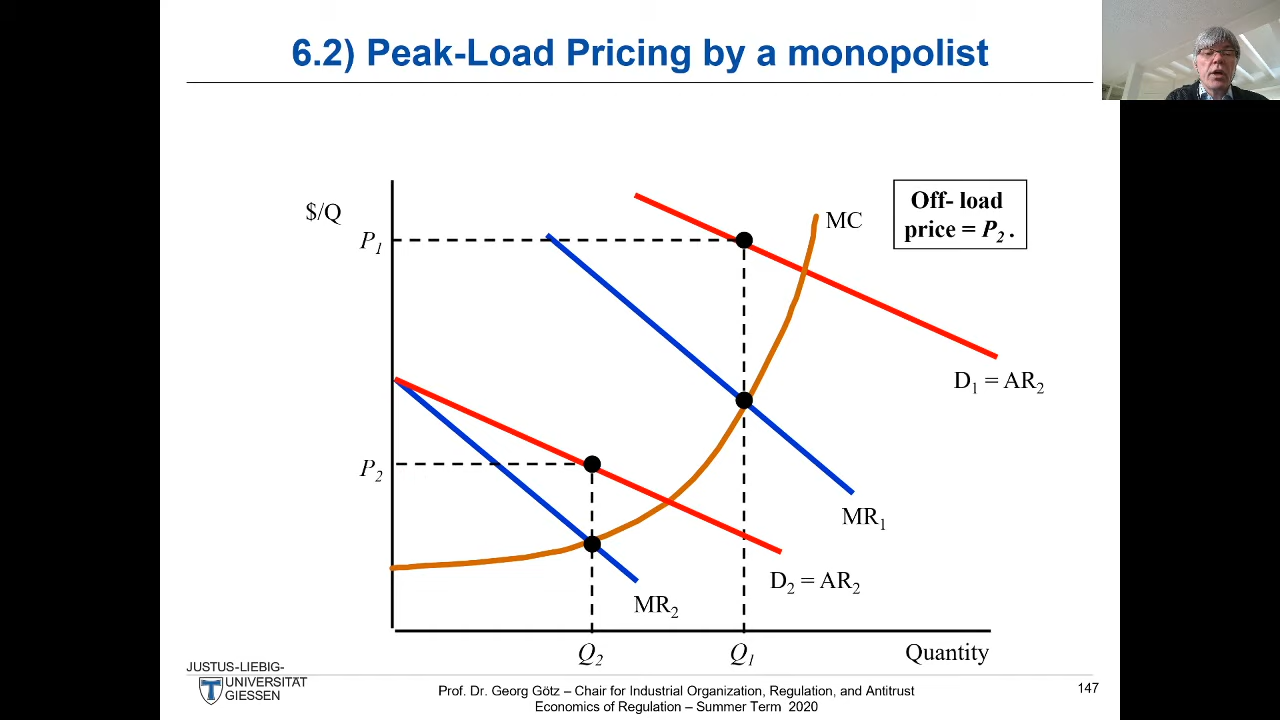 6.2) Peak-Load Pricing by a monopolist
$/Q
P1
MC
Off- load
price = P2 .
D1 = AR2
P2
MR1
D2 = AR2
MR2
Q2
Q1
Quantity
JUSTUS-LIEBIG-
UNIVERSITÄT
GIESSEN
Prof. Dr. Georg Götz – Chair for Industrial Organization, Regulation, and Antitrust
Economics of Regulation – Summer Term 2020
147